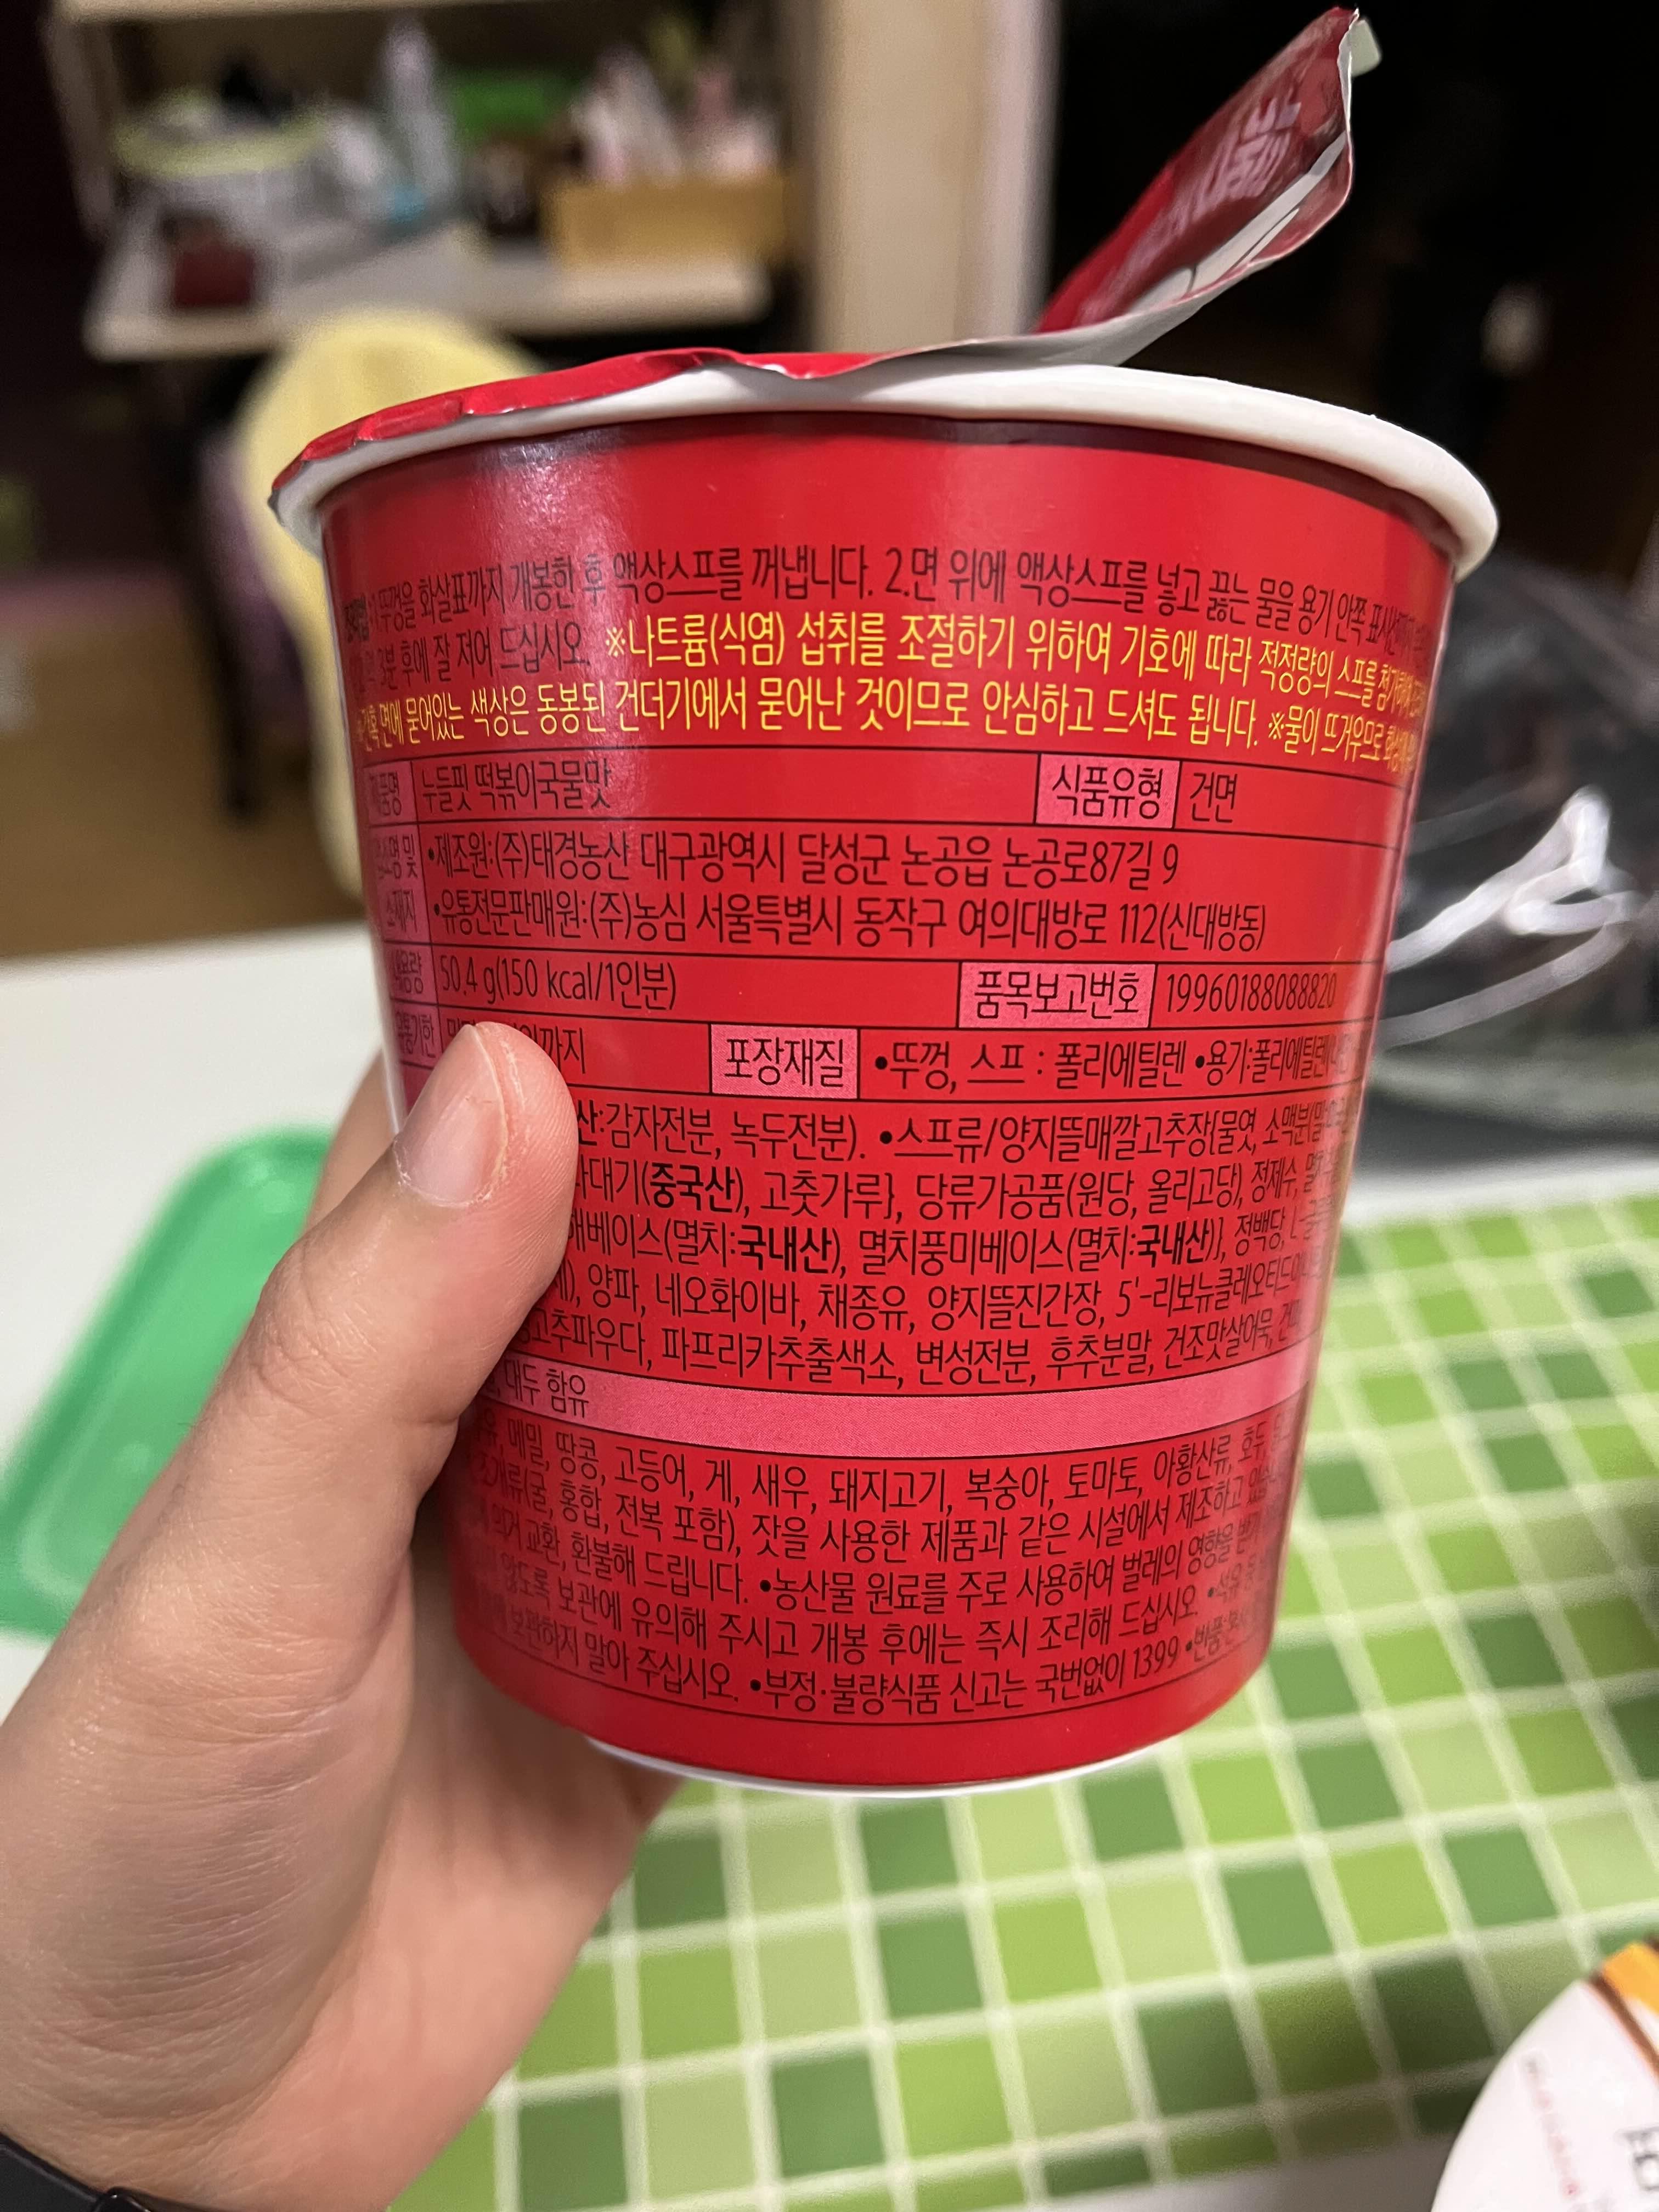 뚜껑을 화살표까지 개봉한 후 액상스프를 꺼냅니다. 2.면 위에 액상스프를 넣고 끓는 물을 용기 안쪽
후에 잘 저어 드십시오. ※나트륨(식염) 섭취를 조절하기 위하여 기호에 따라 적정량의 스프를
면에 묻어있는 색상은 동봉된 건더기에서 묻어난 것이므로 안심하고 드셔도 됩니다. ※물이 뜨거우므로
제품명 누들핏 떡볶이국물맛 식품유형 건면
•제조원:(주)태경농산 대구광역시 달성군 논공읍 논공로87길 9
소재지 •유통전문판매원:(주)농심 서울특별시 동작구 여의대방로 112(신대방동)
50.4 g(150 kcal/1인분) 품목보고번호 19960188088820
까지 포장재질 •뚜껑, 스프 : 폴리에틸렌 •용기:폴리에틸렌
산:감자전분, 녹두전분). •스프류/양지뜰매깔고추장{물엿, 소맥분
(중국산), 고춧가루}, 당류가공품(원당, 올리고당), 정제수,
베이스(멸치:국내산), 멸치풍미베이스(멸치:국내산)}, 정백당,
양파, 네오화이바, 채종유, 양지뜰진간장, 5'-리보뉴클레오티드
고추파우다, 파프리카추출색소, 변성전분, 후추분말, 건조맛살어묵,
대두 함유
메밀, 땅콩, 고등어, 게, 새우, 돼지고기, 복숭아, 토마토, 아황산류, 호두,
조개류(굴, 홍합, 전복 포함), 잣을 사용한 제품과 같은 시설에서 제조하고
교환, 환불해 드립니다. •농산물 원료를 주로 사용하여 벌레의 영향을
않도록 보관에 유의해 주시고 개봉 후에는 즉시 조리해 드십시오.
보관하지 말아 주십시오. •부정·불량식품 신고는 국번없이 1399